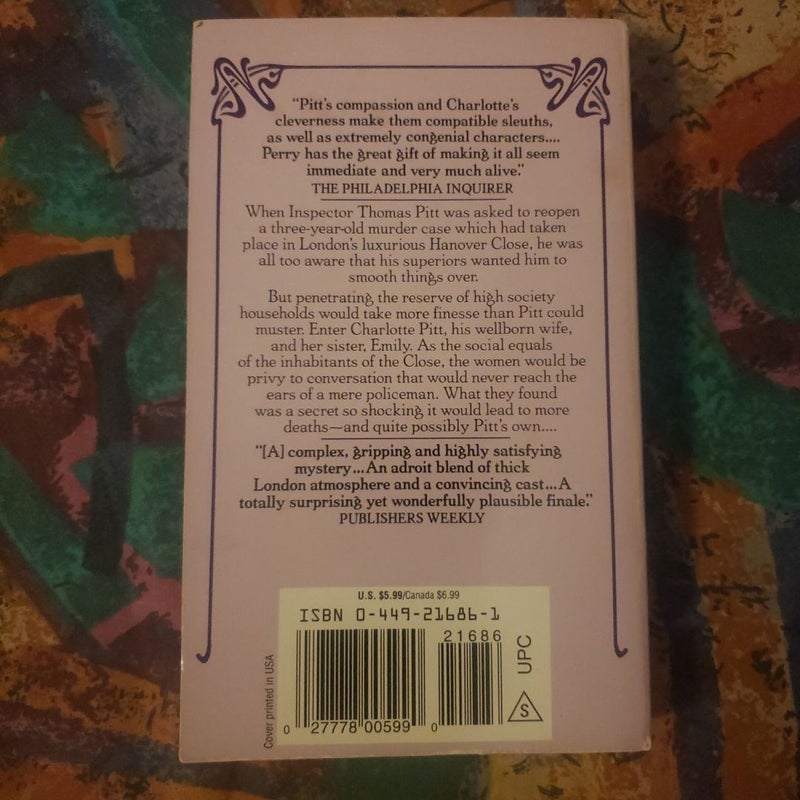 "Pitt's compassion and Charlotte's
cleverness make them compatible sleuths,
as well as extremely congenial characters....
Perry has the great gift of making it all seem
immediate and very much alive."
THE PHILADELPHIA INQUIRER
When Inspector Thomas Pitt was asked to reopen
a three-year-old murder case which had taken
place in London's luxurious Hanover Close, he was
all too aware that his superiors wanted him to
smooth things over.
But penetrating the reserve of high society
households would take more finesse than Pitt could
muster. Enter Charlotte Pitt, his wellborn wife,
and her sister, Emily. As the social equals
of the inhabitants of the Close, the women would be
privy to conversation that would never reach the
ears of a mere policeman. What they found
was a secret so shocking it would lead to more
deaths—and quite possibly Pitt's own....
"[A] complex, gripping and highly satisfying
mystery...An adroit blend of thick
London atmosphere and a convincing cast...A
totally surprising yet wonderfully plausible finale."
PUBLISHERS WEEKLY
U.S. $5.99/Canada $6.99
ISBN 0-449-21686-1
21686
0 27778 00599 0
UPC
S
Cover printed in USA